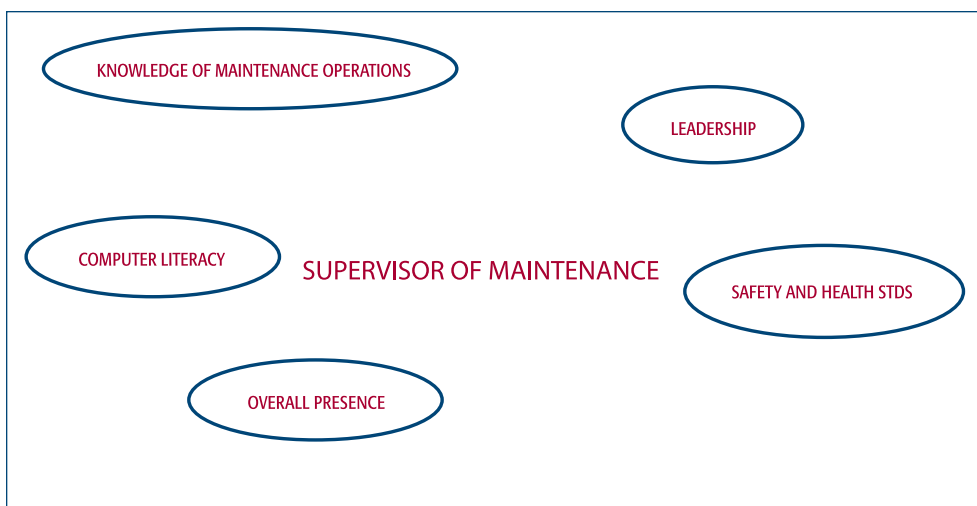 KNOWLEDGE OF MAINTENANCE OPERATIONS
LEADERSHIP
COMPUTER LITERACY
SUPERVISOR OF MAINTENANCE
SAFETY AND HEALTH STDS
OVERALL PRESENCE